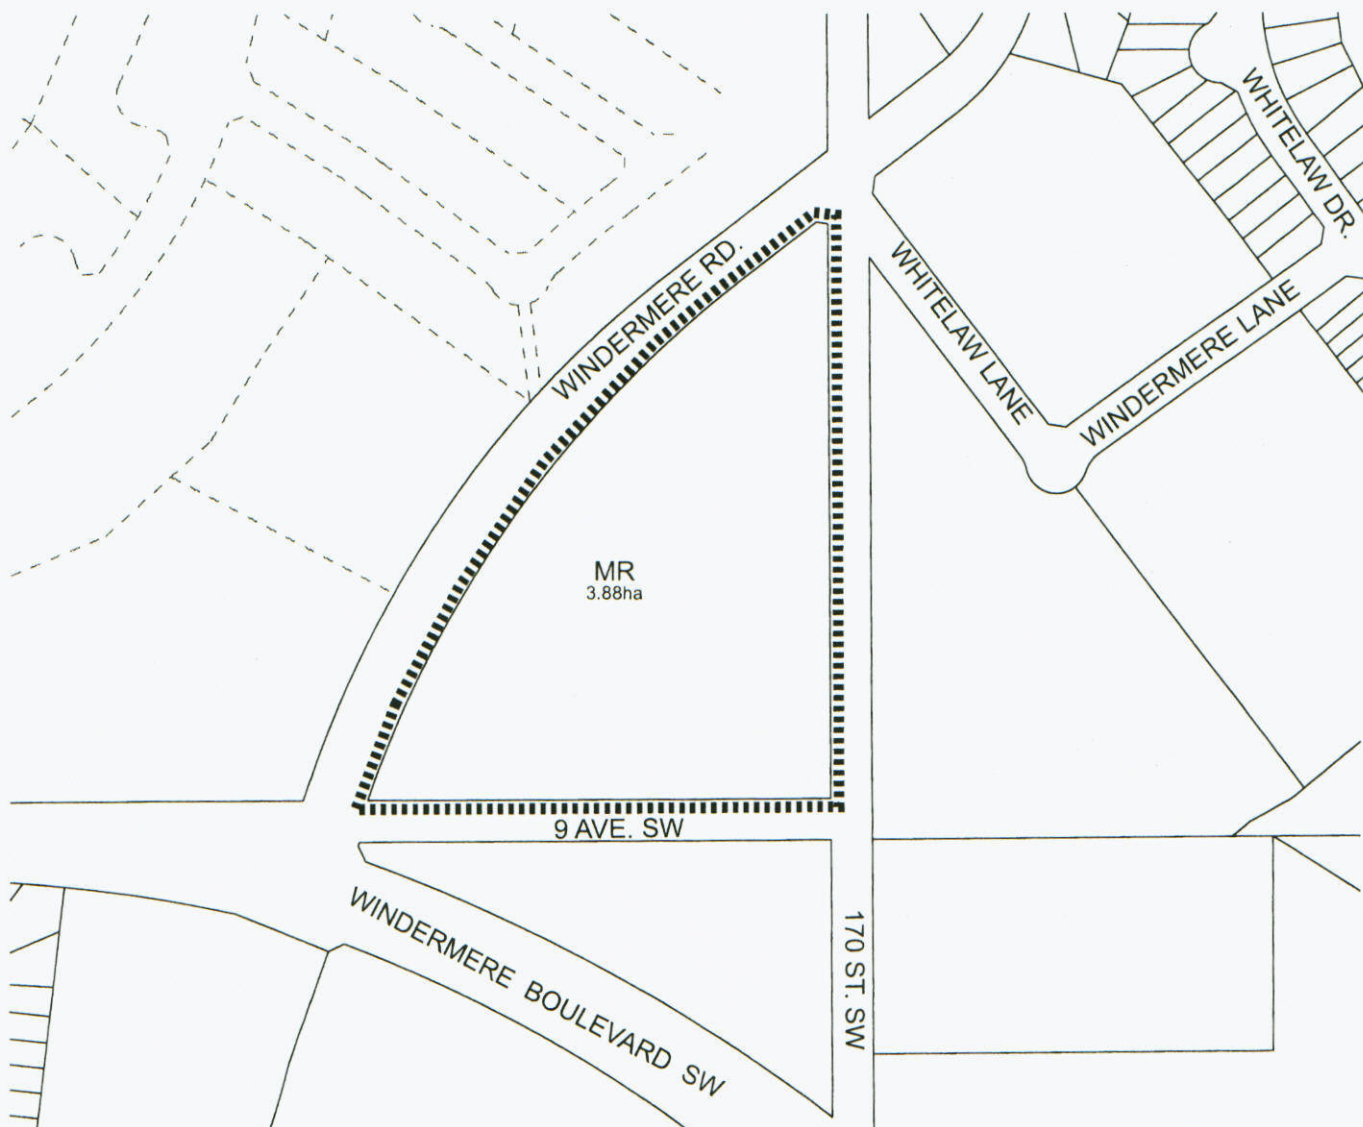 WHITELAW DR.
WINDERMERE RD.
WHITELAW LANE
WINDERMERE LANE
MR
3.88ha
9 AVE. SW
WINDERMERE BOULEVARD SW
170 ST. SW